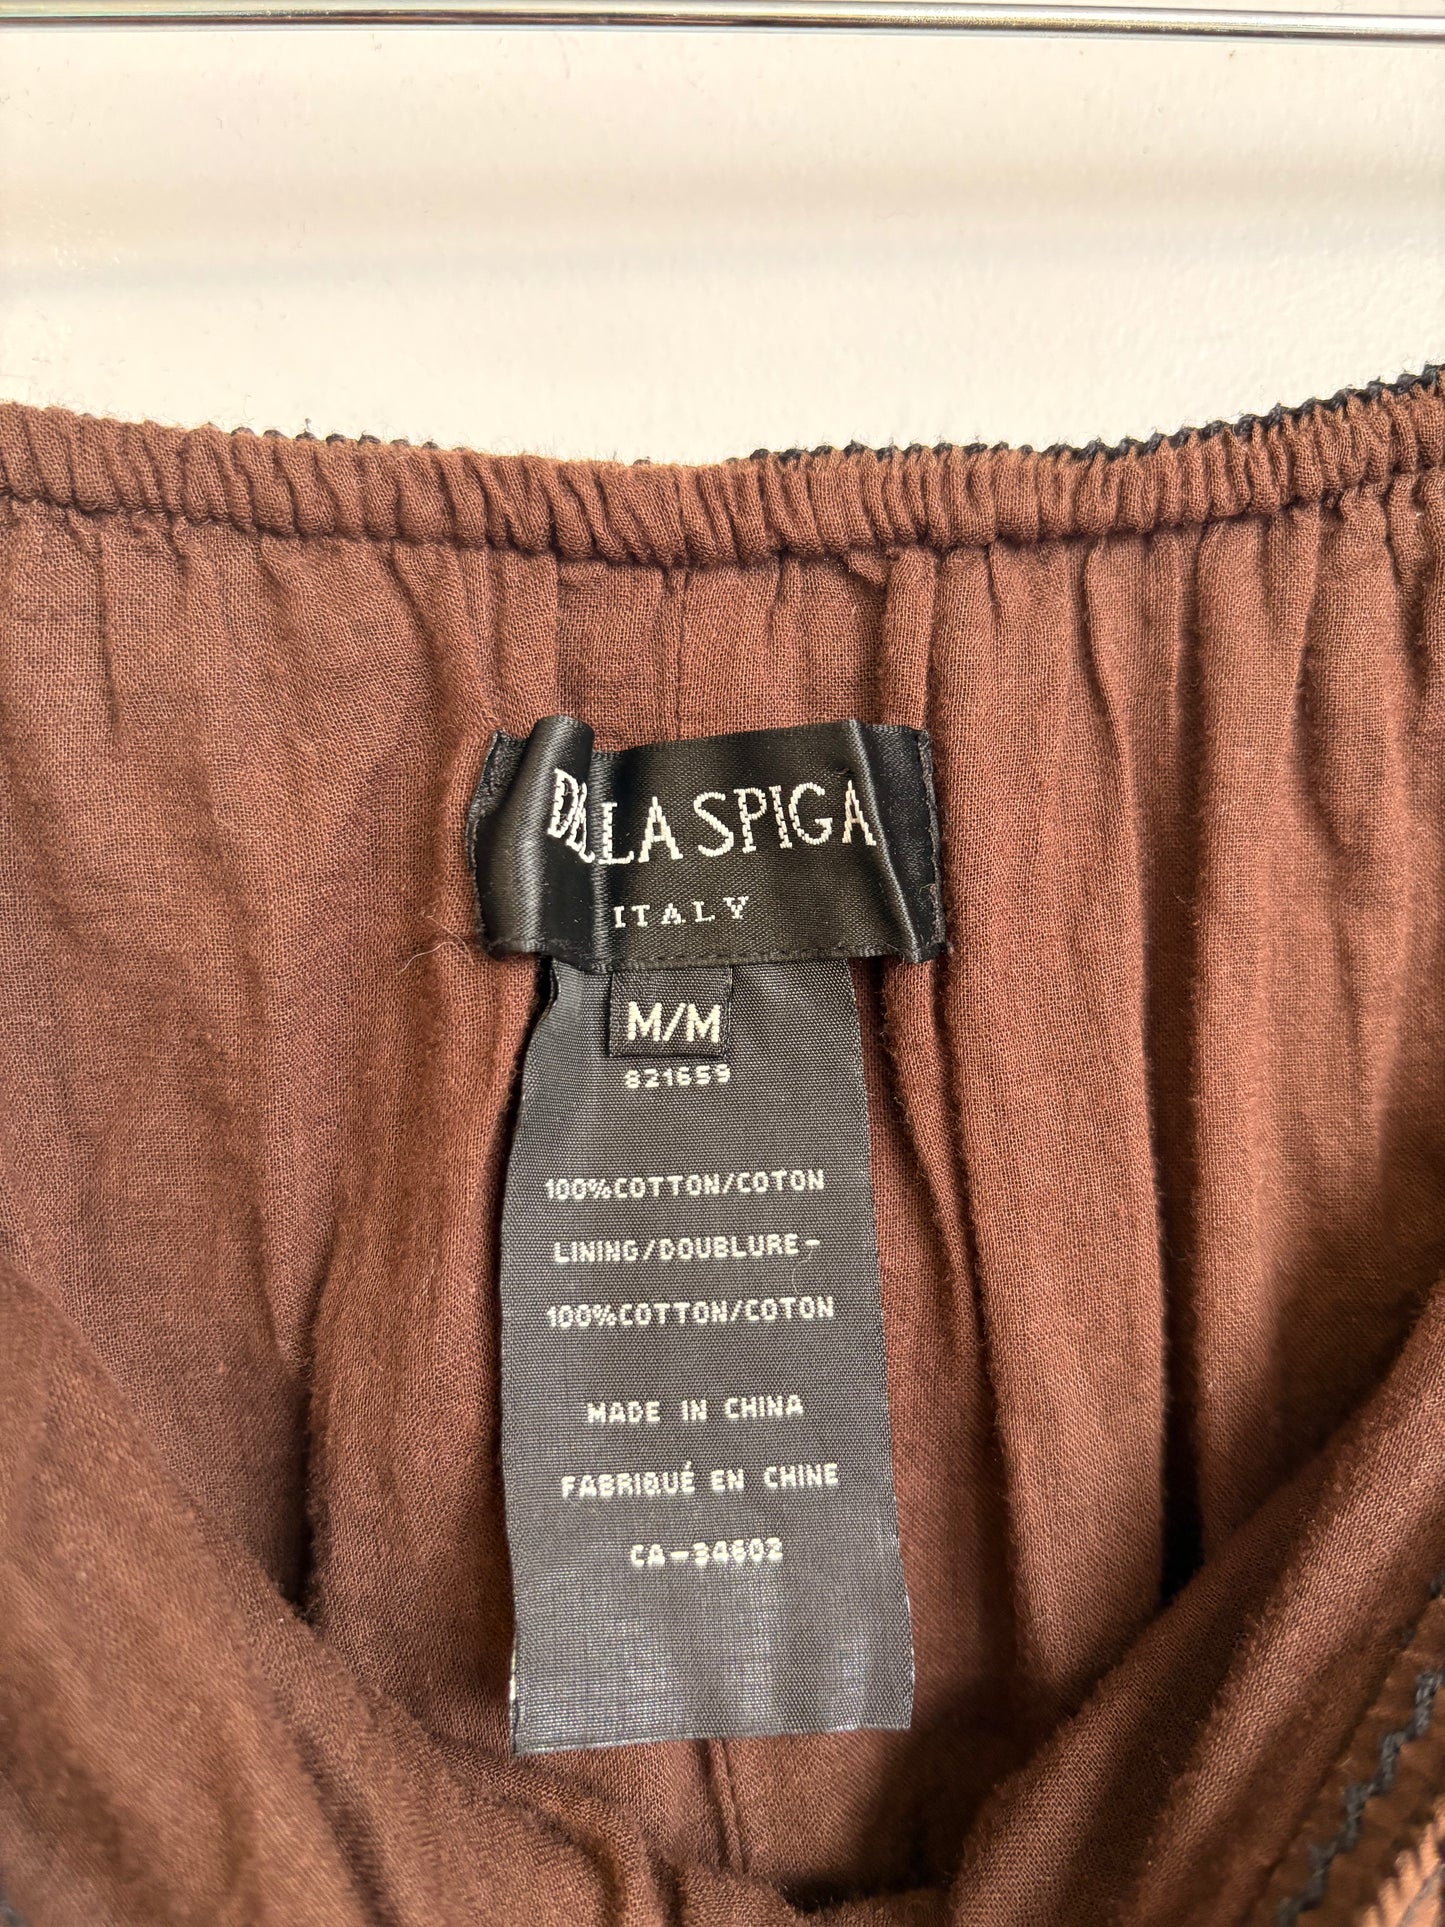 DELLA SPIGA
ITALY
M/M
821659
100%COTTON/COTON
LINING/DOUBLURE-
100%COTTON/COTON
MADE IN CHINA
FABRIQUÉ EN CHINE
CA-34602